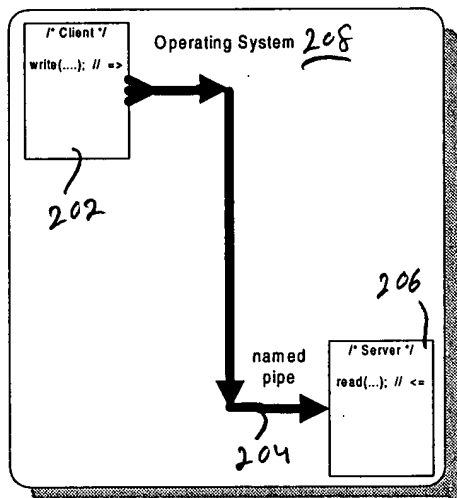 /* Client */
Operating System 208
write(....); // =>
202
206
/* Server */
named
pipe
read(...); // <=
204